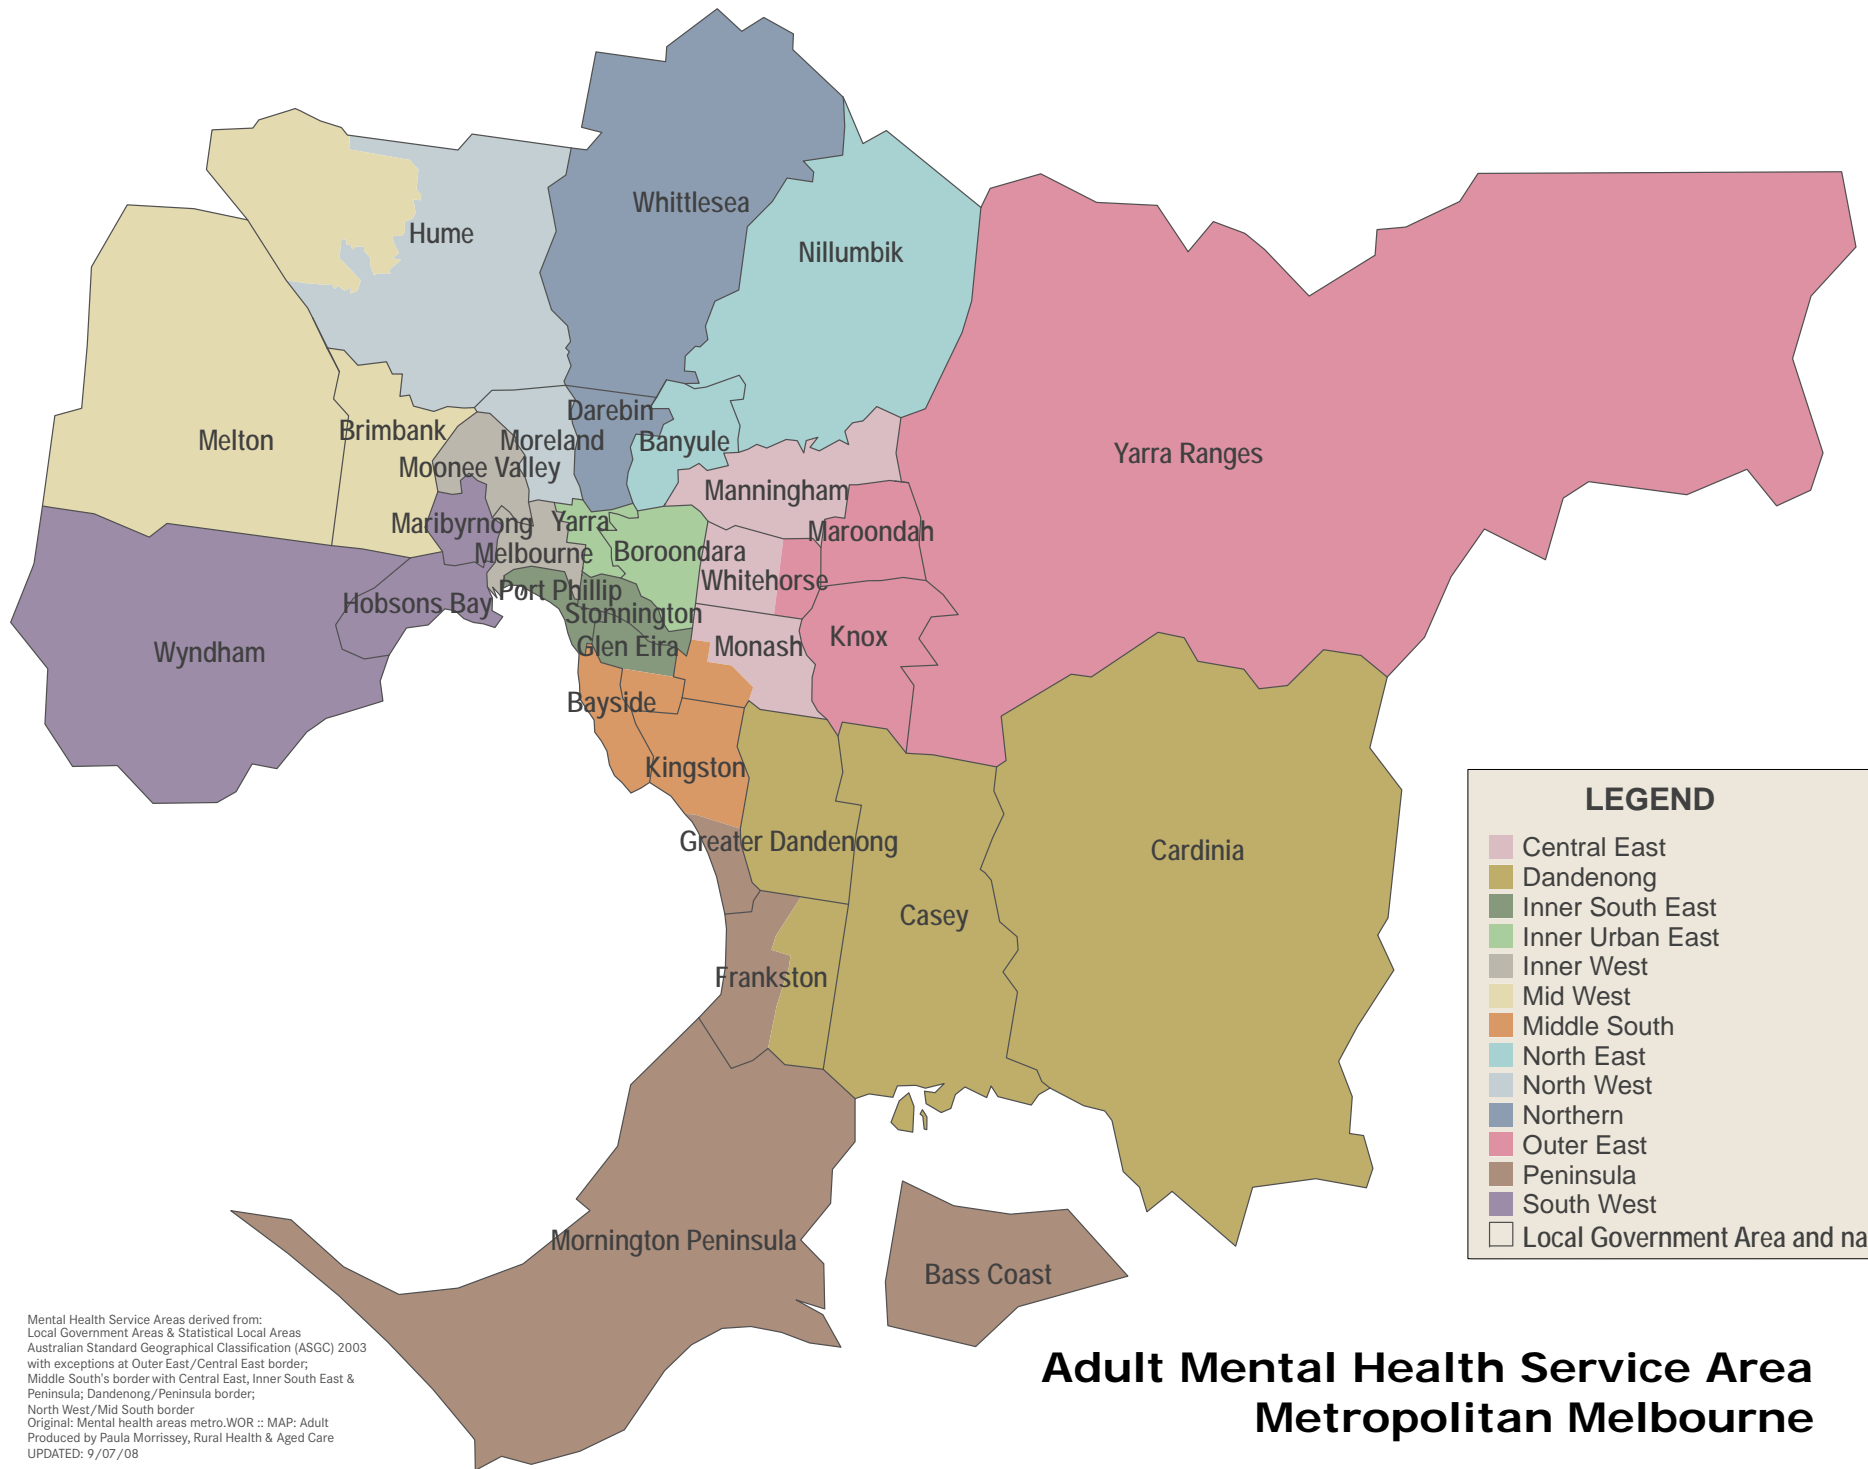 Whittlesea
Hume
Nillumbik
Darebin
Brimbank
Melton
Moreland
Banyule
Yarra Ranges
Moonee Valley
Manningham
Maribyrnong
Yarra
Maroondah
Melbourne
Boroondara
Whitehorse
Port Phillip
Hobsons Bay
Stonnington
Knox
Glen Eira
Monash
Wyndham
Bayside
Kingston
Greater Dandenong
Cardinia
Casey
Frankston
Mornington Peninsula
Bass Coast
LEGEND
Central East
Dandenong
Inner South East
Inner Urban East
Inner West
Mid West
Middle South
North East
North West
Northern
Outer East
Peninsula
South West
Local Government Area and na
Mental Health Service Areas derived from:
Local Government Areas & Statistical Local Areas
Australian Standard Geographical Classification (ASGC) 2003
with exceptions at Outer East/Central East border;
Middle South's border with Central East, Inner South East &
Peninsula; Dandenong/Peninsula border;
North West/Mid South border
Original: Mental health areas metro.WOR :: MAP: Adult
Produced by Paula Morrissey, Rural Health & Aged Care
UPDATED: 9/07/08
Adult Mental Health Service Area
Metropolitan Melbourne